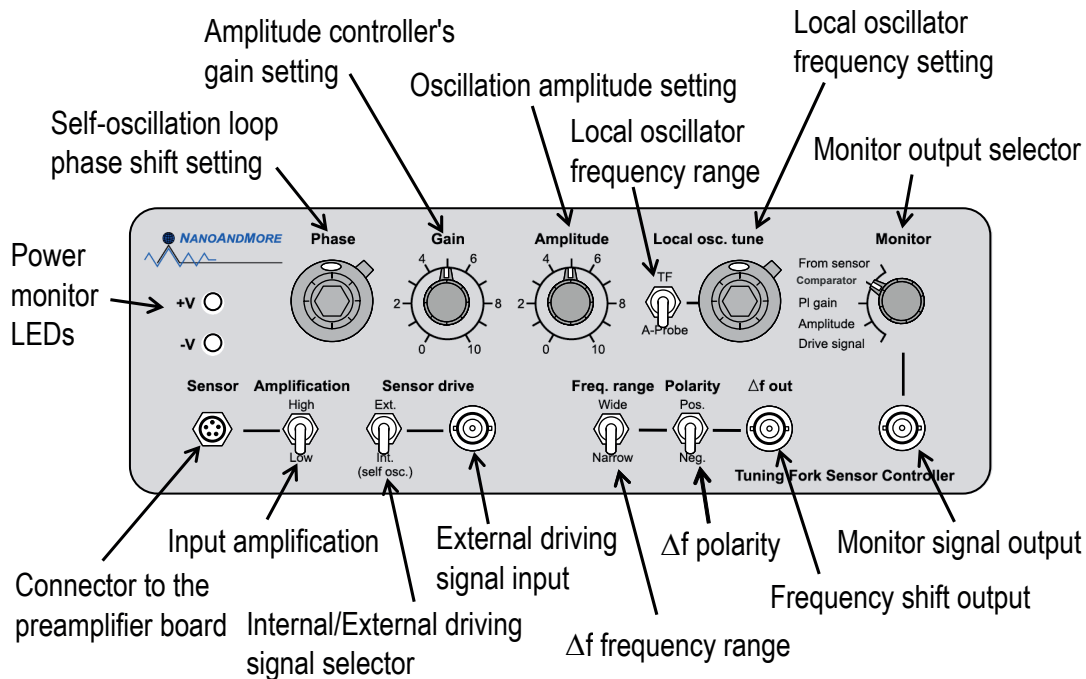 Amplitude controller's
gain setting
Local oscillator
frequency setting
Oscillation amplitude setting
Self-oscillation loop
phase shift setting
Local oscillator
frequency range
Monitor output selector
Power
monitor
LEDs
NANOANDMORE
Phase
Gain
Amplitude
Local osc. tune
Monitor
+V
-V
0
2
4
6
8
10
0
2
4
6
8
10
TF
A-Probe
From sensor
Comparator
PI gain
Amplitude
Drive signal
Sensor
Amplification
High
Low
Sensor drive
Ext.
Int.
(self osc.)
Freq. range
Wide
Narrow
Polarity
Pos.
Neg.
Δf out
Tuning Fork Sensor Controller
Input amplification
External driving
signal input
Δf polarity
Monitor signal output
Connector to the
preamplifier board
Internal/External driving
signal selector
Δf frequency range
Frequency shift output